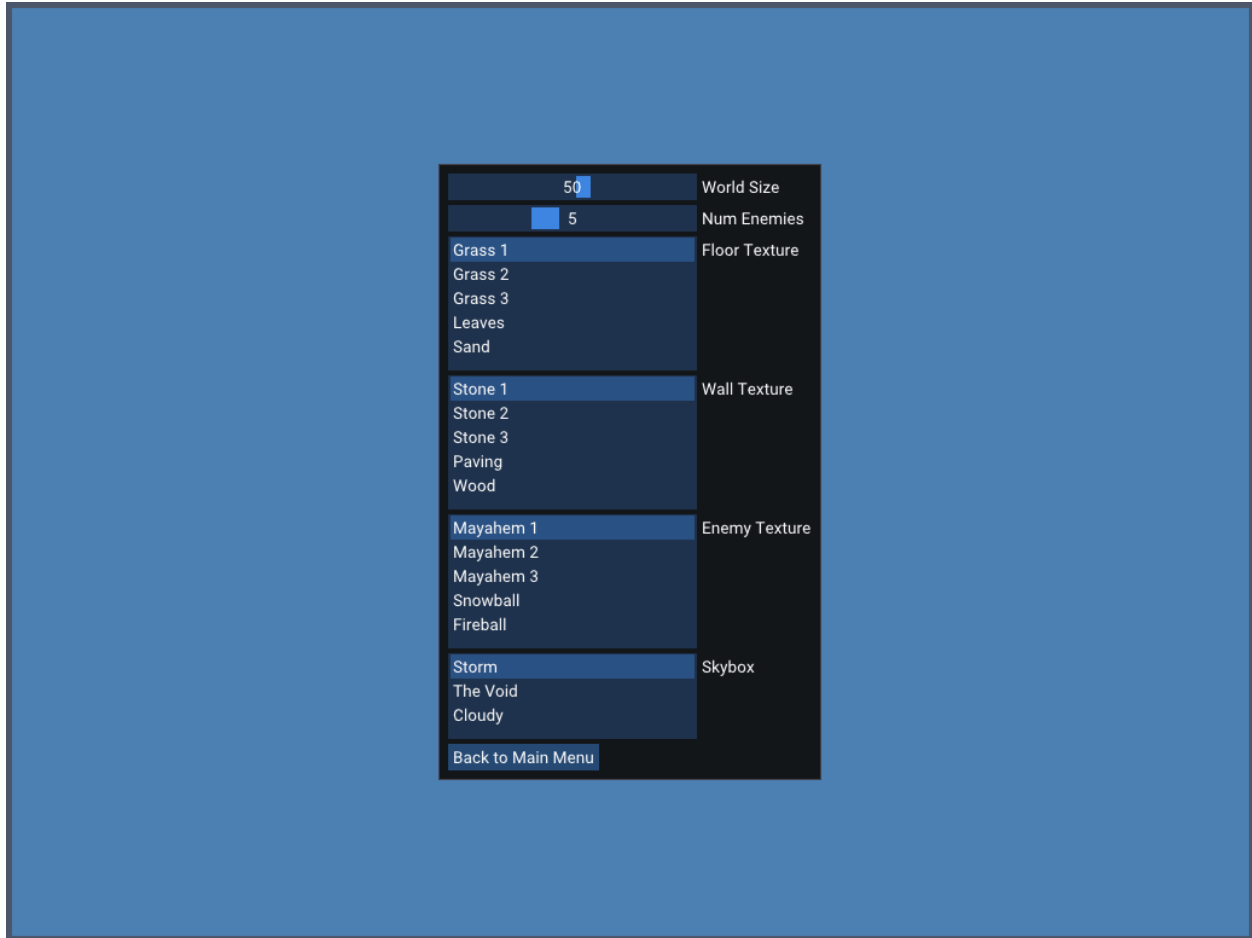 50 World Size
5 Num Enemies
Grass 1 Floor Texture
Grass 2
Grass 3
Leaves
Sand
Stone 1 Wall Texture
Stone 2
Stone 3
Paving
Wood
Mayahem 1 Enemy Texture
Mayahem 2
Mayahem 3
Snowball
Fireball
Storm Skybox
The Void
Cloudy
Back to Main Menu